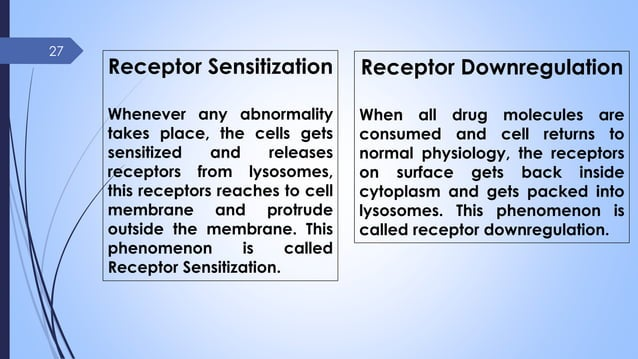 27
Receptor Sensitization
Whenever any abnormality
takes place, the cells gets
sensitized and releases
receptors from lysosomes,
this receptors reaches to cell
membrane and protrude
outside the membrane. This
phenomenon is called
Receptor Sensitization.
Receptor Downregulation
When all drug molecules are
consumed and cell returns to
normal physiology, the receptors
on surface gets back inside
cytoplasm and gets packed into
lysosomes. This phenomenon is
called receptor downregulation.